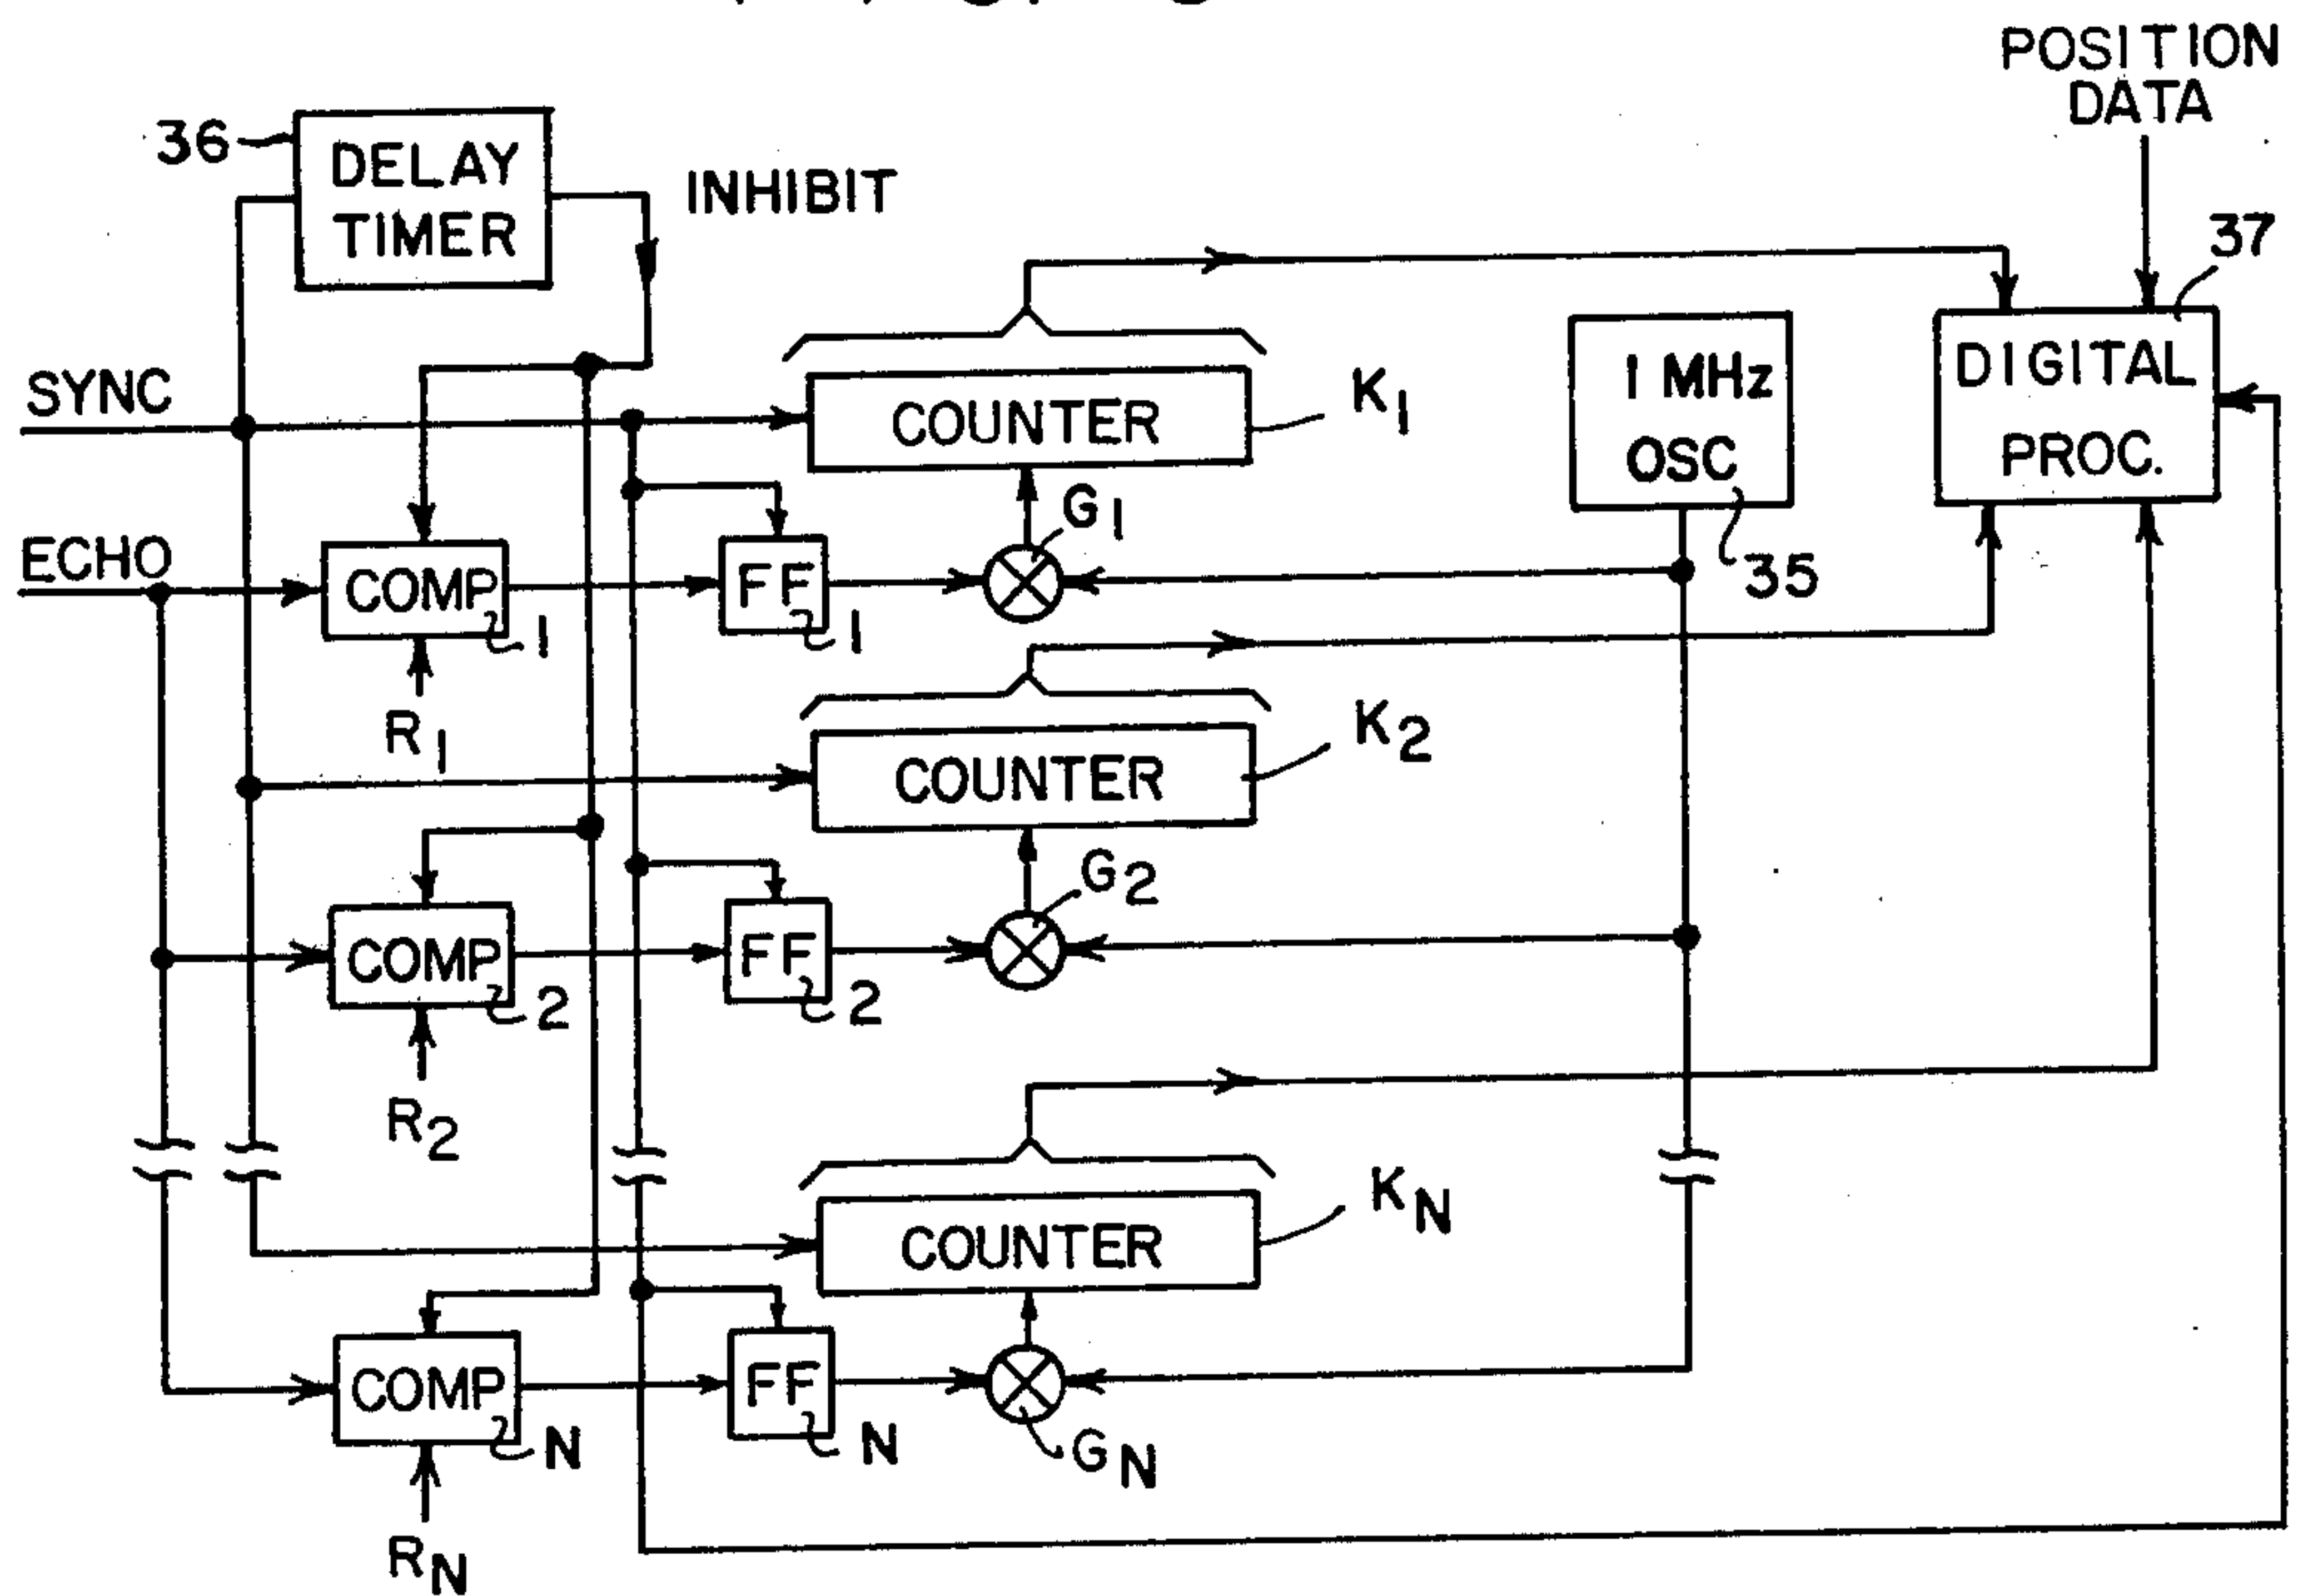 POSITION
DATA
36
DELAY
TIMER
INHIBIT
37
SYNC
COUNTER
K1
1 MHz
OSC
DIGITAL
PROC.
G1
35
ECHO
COMP
1
FF
1
R1
K2
COUNTER
G2
COMP
2
FF
2
R2
KN
COUNTER
COMP
N
FF
N
GN
RN